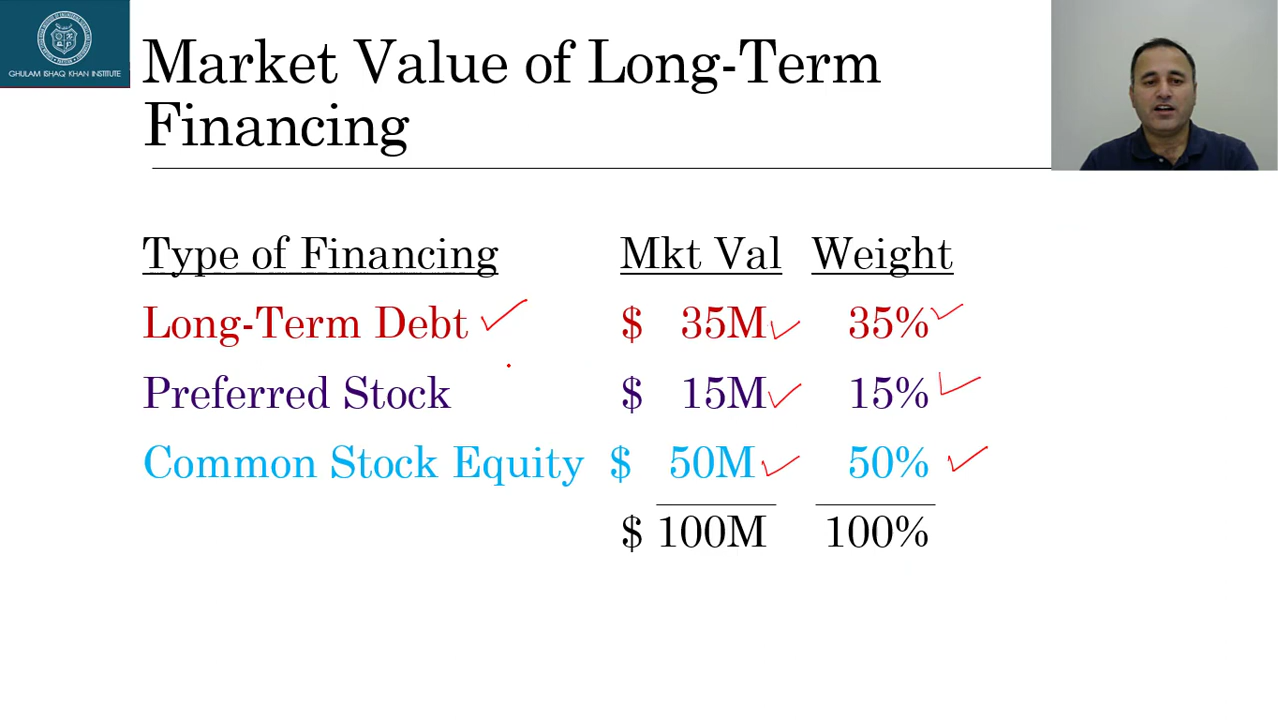 GHULAM ISHAQ KHAN INSTITUTE
Market Value of Long-Term
Financing
Type of Financing Mkt Val Weight
Long-Term Debt $ 35M 35%
Preferred Stock $ 15M 15%
Common Stock Equity $ 50M 50%
$ 100M 100%